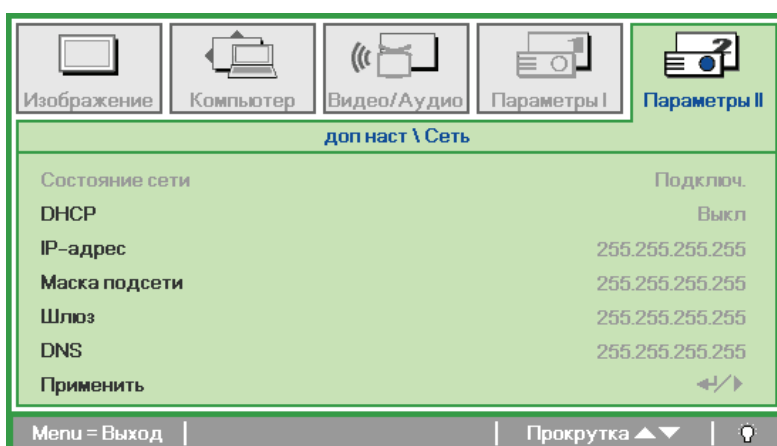 Изображение
Компьютер
Видео/Аудио
Параметры I
Параметры II
доп наст \ Сеть
Состояние сети Подключ.
DHCP Выкл
IP-адрес 255.255.255.255
Маска подсети 255.255.255.255
Шлюз 255.255.255.255
DNS 255.255.255.255
Применить
Menu = Выход Прокрутка